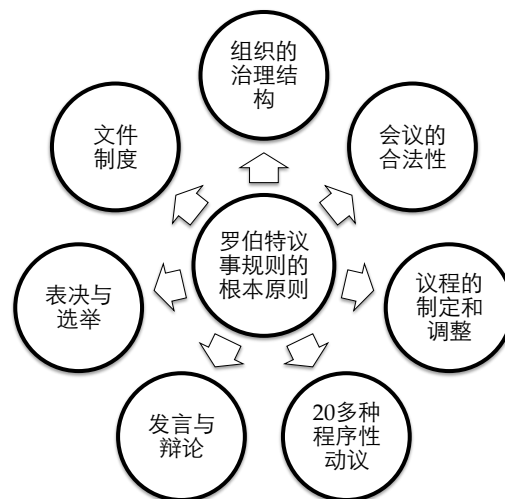 组织的
治理结
构
会议的
合法性
议程的
制定和
调整
20多种
程序性
动议
发言与
辩论
表决与
选举
文件
制度
罗伯特议
事规则的
根本原则